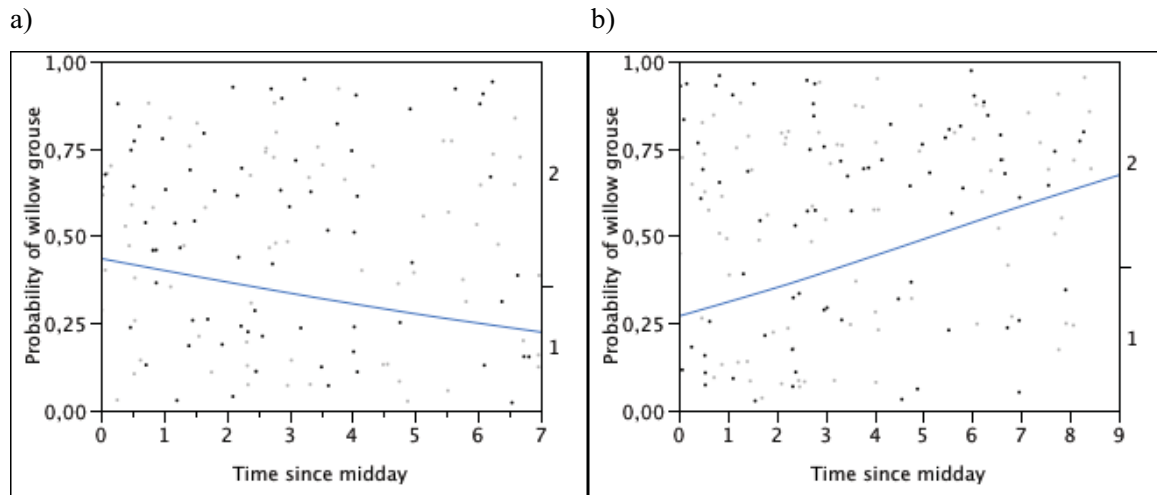 a)
b)
Probability of willow grouse
1,00
0,75
0,50
0,25
0,00
0 1 2 3 4 5 6 7
Time since midday
2
1
Probability of willow grouse
1,00
0,75
0,50
0,25
0,00
0 1 2 3 4 5 6 7 8 9
Time since midday
2
1